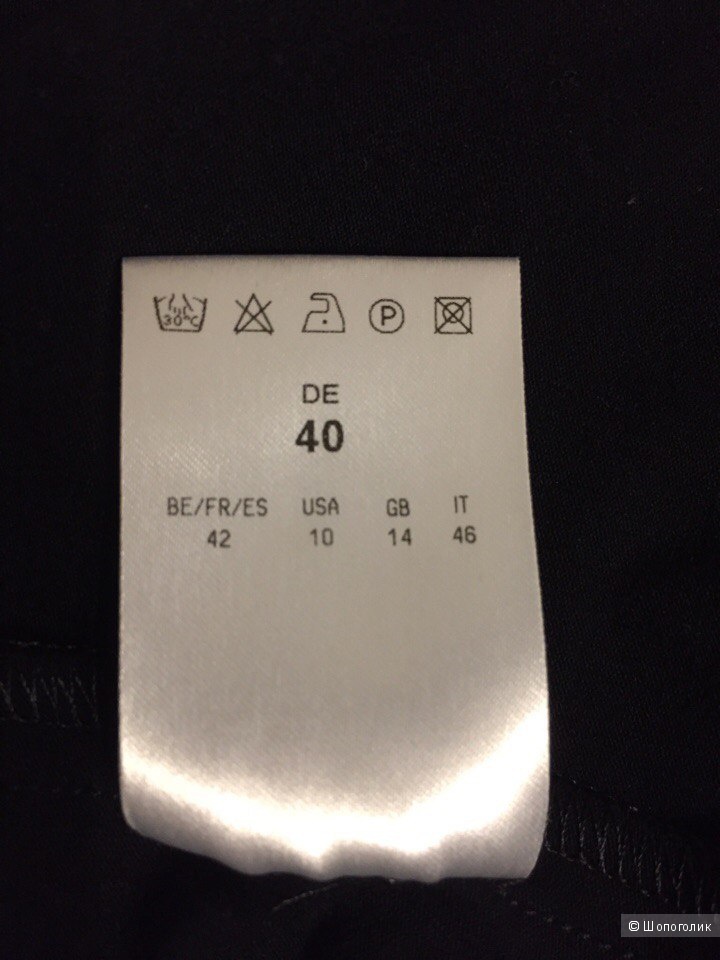 30°C P
DE
40
BE/FR/ES USA GB IT
42 10 14 46
© Шопоголик